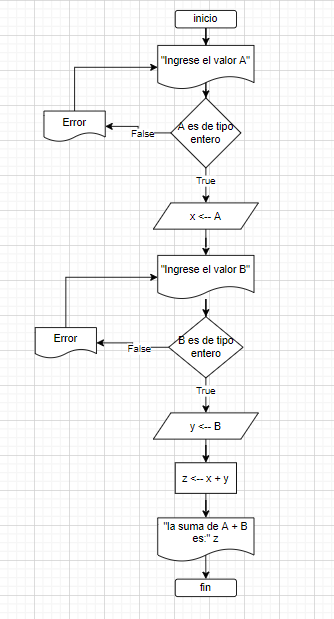 inicio
"Ingrese el valor A"
A es de tipo
entero
Error
False
True
x <-- A
"Ingrese el valor B"
B es de tipo
entero
Error
False
True
y <-- B
z <-- x + y
"la suma de A + B
es:" z
fin